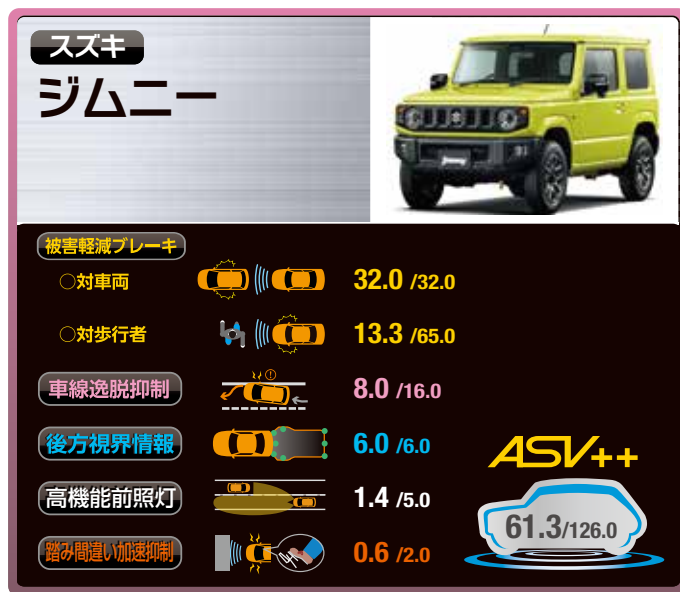 スズキ
ジムニー
被害軽減ブレーキ
○対車両 32.0 /32.0
○対歩行者 13.3 /65.0
車線逸脱抑制 8.0 /16.0
後方視界情報 6.0 /6.0
高機能前照灯 1.4 /5.0
踏み間違い加速抑制 0.6 /2.0
ASV++
61.3/126.0